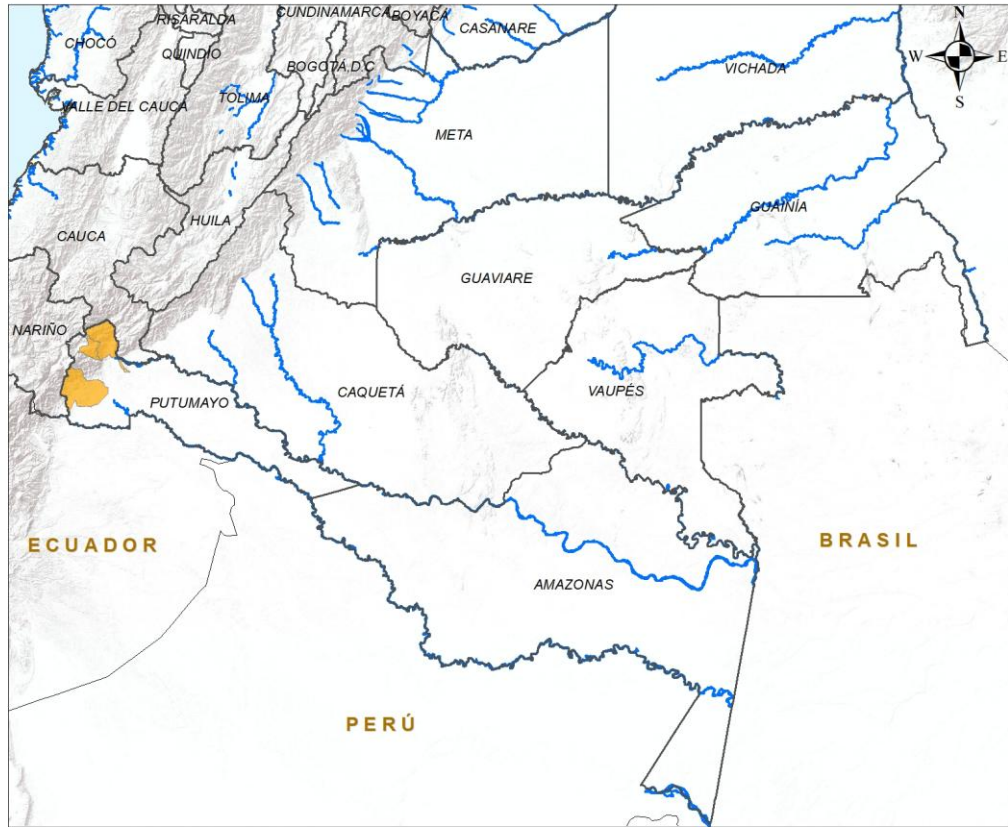 CUNDINAMARCA
BOYACÁ
RISARALDA
CASANARE
N
CHOCÓ
QUINDIO
BOGOTÁ D.C
W
E
VICHADA
S
VALLE DEL CAUCA
TOLIMA
META
GUAINÍA
HUILA
CAUCA
GUAVIARE
NARIÑO
CAQUETÁ
VAUPÉS
PUTUMAYO
ECUADOR
BRASIL
AMAZONAS
PERÚ